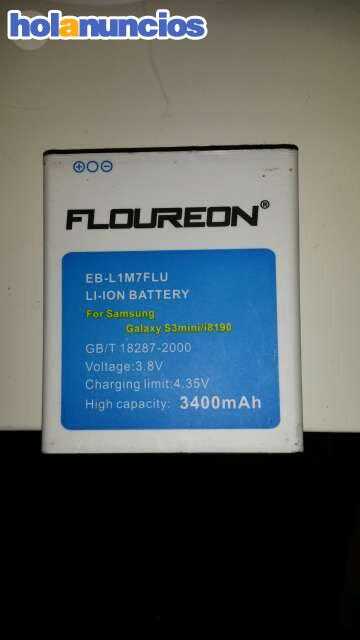 holanuncios
FLOUREON®
EB-L1M7FLU
LI-ION BATTERY
For Samsung
Galaxy S3mini/i8190
GB/T 18287-2000
Voltage:3.8V
Charging limit:4.35V
High capacity: 3400mAh